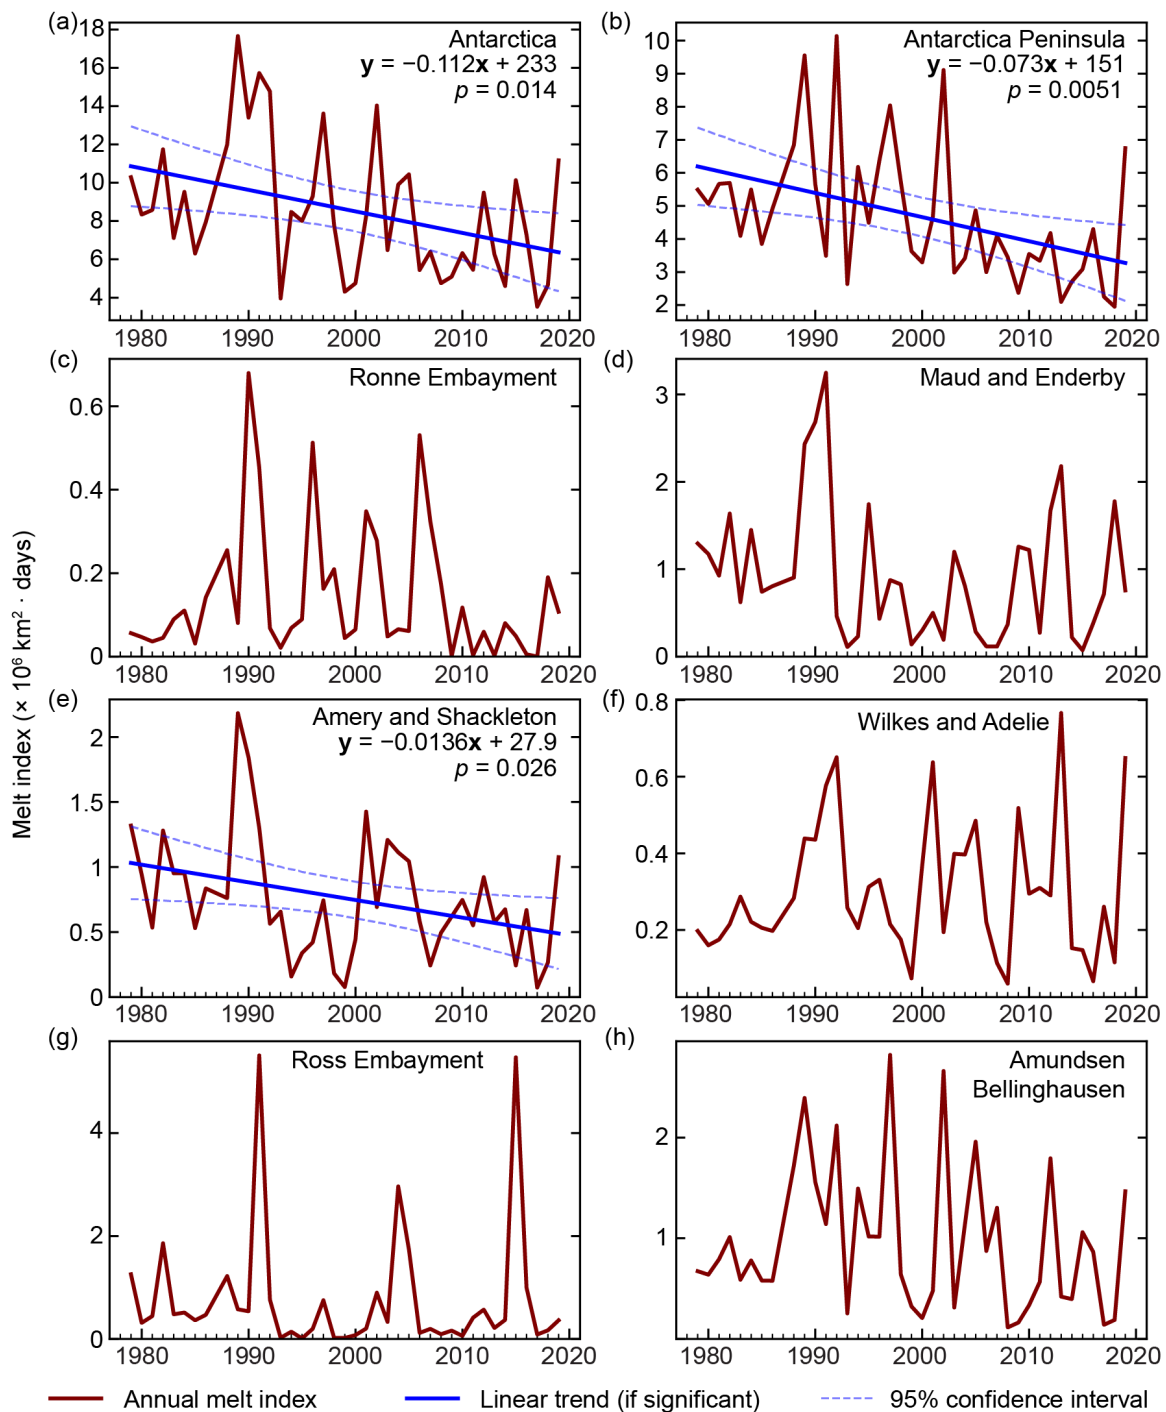 (a)
Antarctica
y = −0.112x + 233
p = 0.014
18
16
14
12
10
8
6
4
1980 1990 2000 2010 2020
(b)
Antarctica Peninsula
y = −0.073x + 151
p = 0.0051
10
9
8
7
6
5
4
3
2
1980 1990 2000 2010 2020
(c)
Ronne Embayment
0.6
0.4
0.2
0
1980 1990 2000 2010 2020
(d)
Maud and Enderby
3
2
1
0
1980 1990 2000 2010 2020
Melt index (× 10⁶ km² · days)
(e)
Amery and Shackleton
y = −0.0136x + 27.9
p = 0.026
2
1.5
1
0.5
0
1980 1990 2000 2010 2020
(f)
Wilkes and Adelie
0.8
0.6
0.4
0.2
1980 1990 2000 2010 2020
(g)
Ross Embayment
4
2
0
1980 1990 2000 2010 2020
(h)
Amundsen
Bellinghausen
2
1
1980 1990 2000 2010 2020
Annual melt index Linear trend (if significant) 95% confidence interval